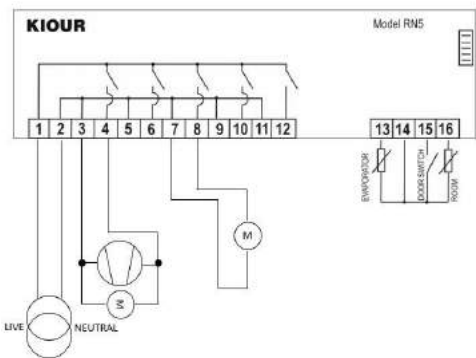 KIOUR
Model RN5
1 2 3 4 5 6 7 8 9 10 11 12
13 14 15 16
EVAPORATOR
DOOR SWITCH
ROOM
M
M
LIVE NEUTRAL